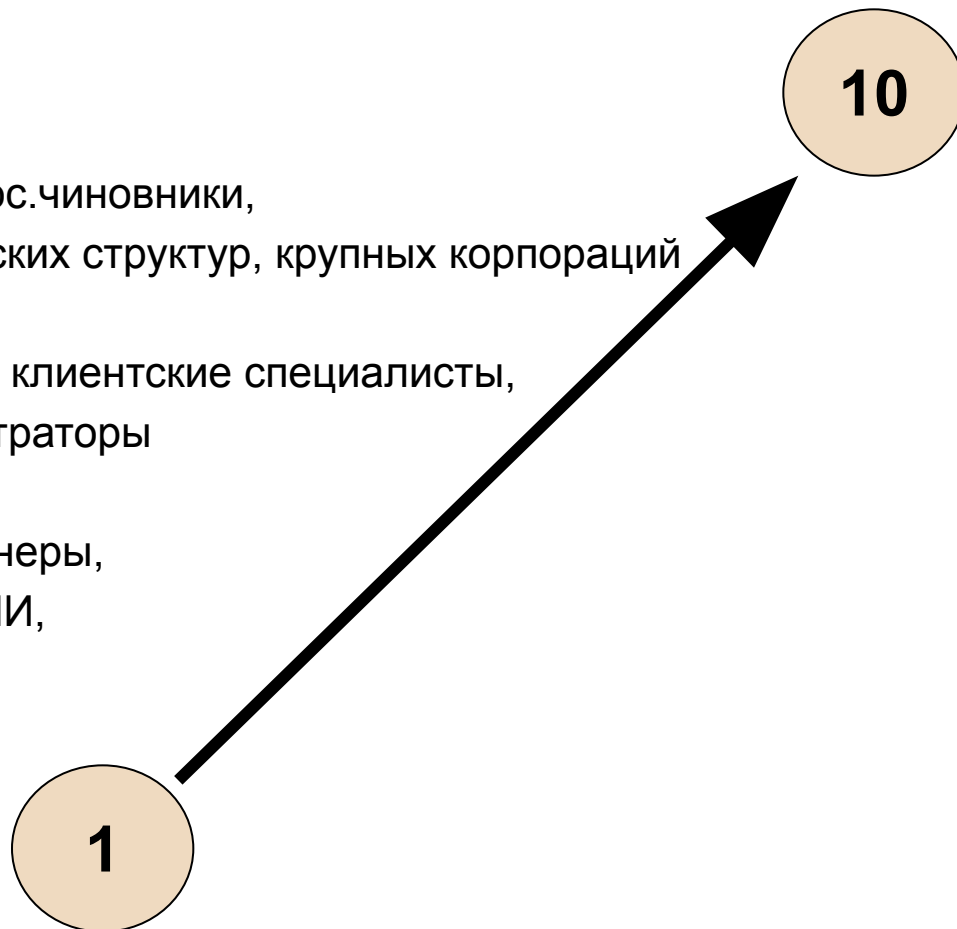 10
ос.чиновники,
ских структур, крупных корпораций
клиентские специалисты,
траторы
неры,
И,
1